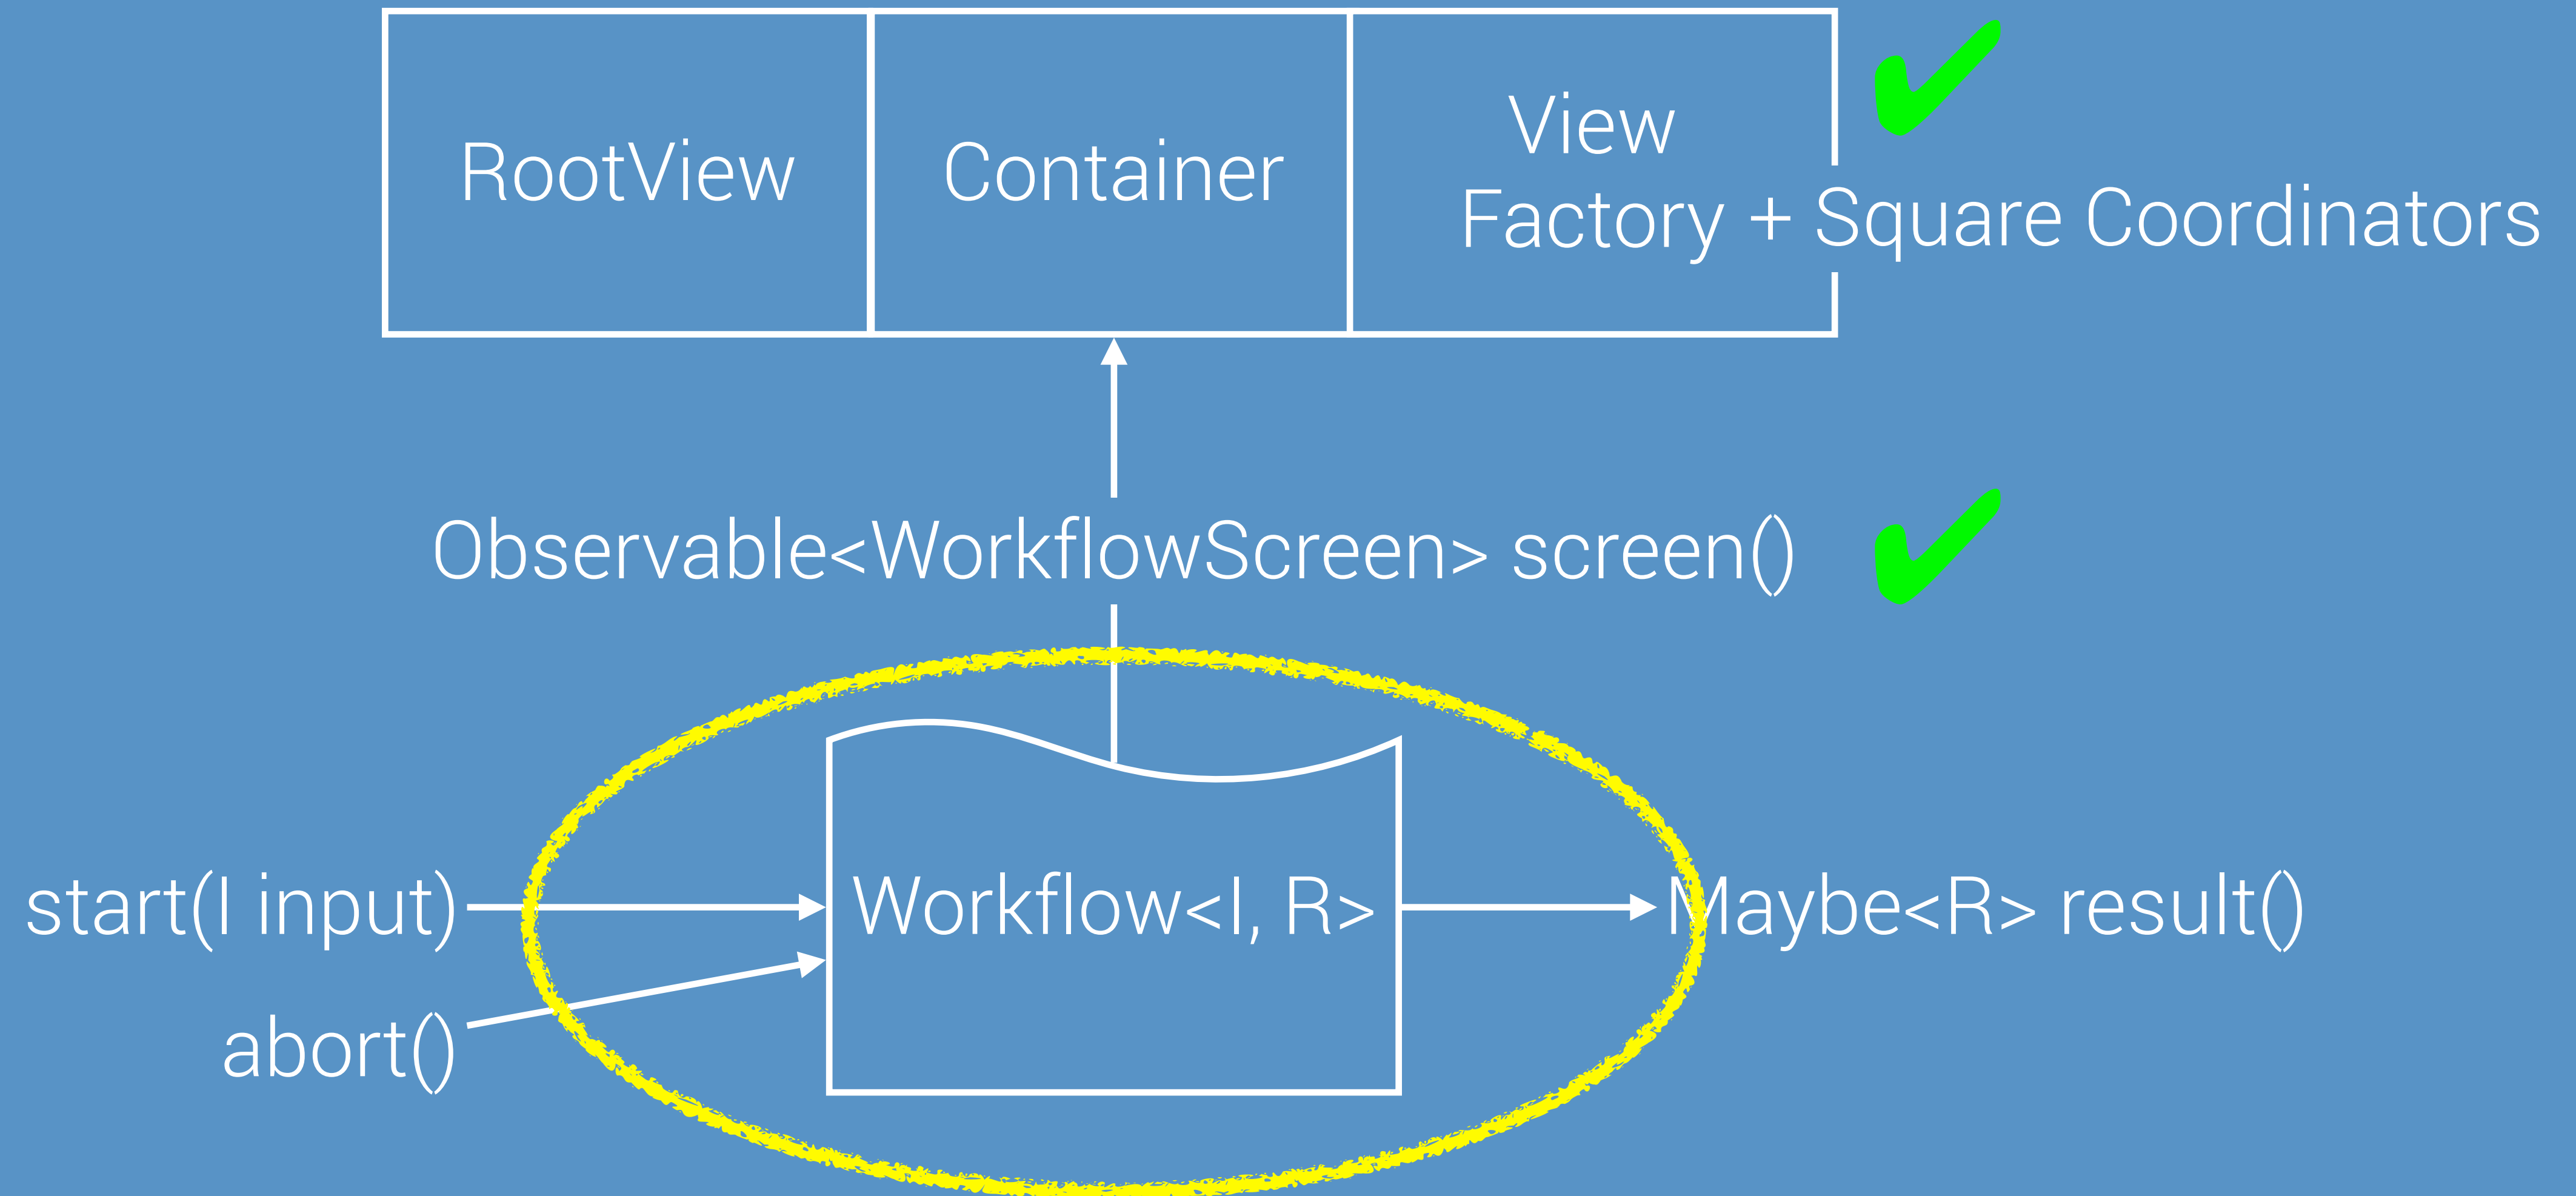 RootView
Container
View
Factory + Square Coordinators
Observable<WorkflowScreen> screen()
start(I input)
Workflow<I, R>
Maybe<R> result()
abort()